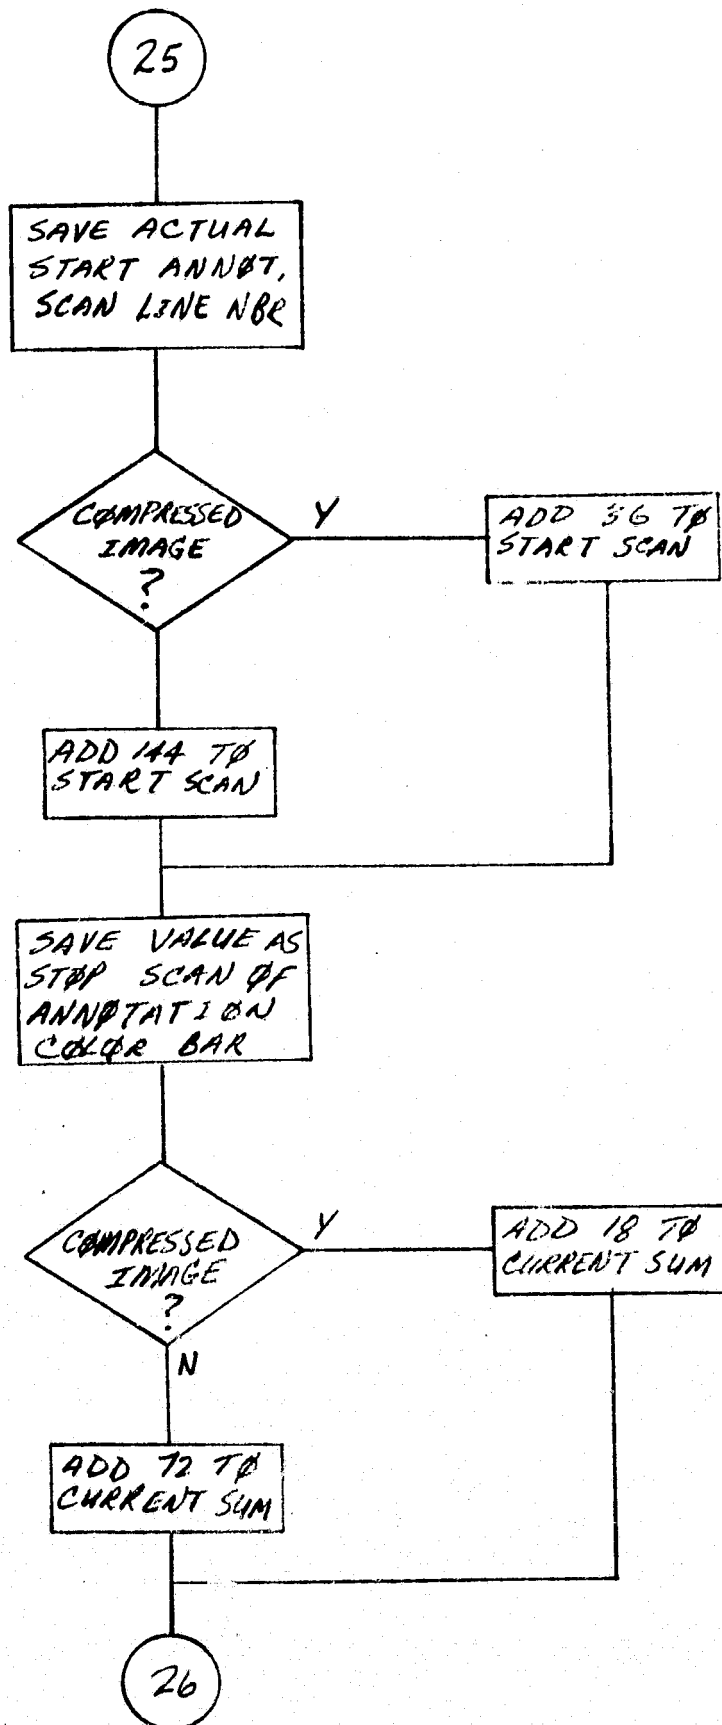 25
SAVE ACTUAL
START ANNØT,
SCAN LINE NBR
CØMPRESSED
IMAGE
?
Y
ADD 36 TØ
START SCAN
ADD 144 TØ
START SCAN
SAVE VALUE AS
STØP SCAN ØF
ANNØTATIØN
CØLØR BAR
CØMPRESSED
IMAGE
?
Y
ADD 18 TØ
CURRENT SUM
N
ADD 72 TØ
CURRENT SUM
26